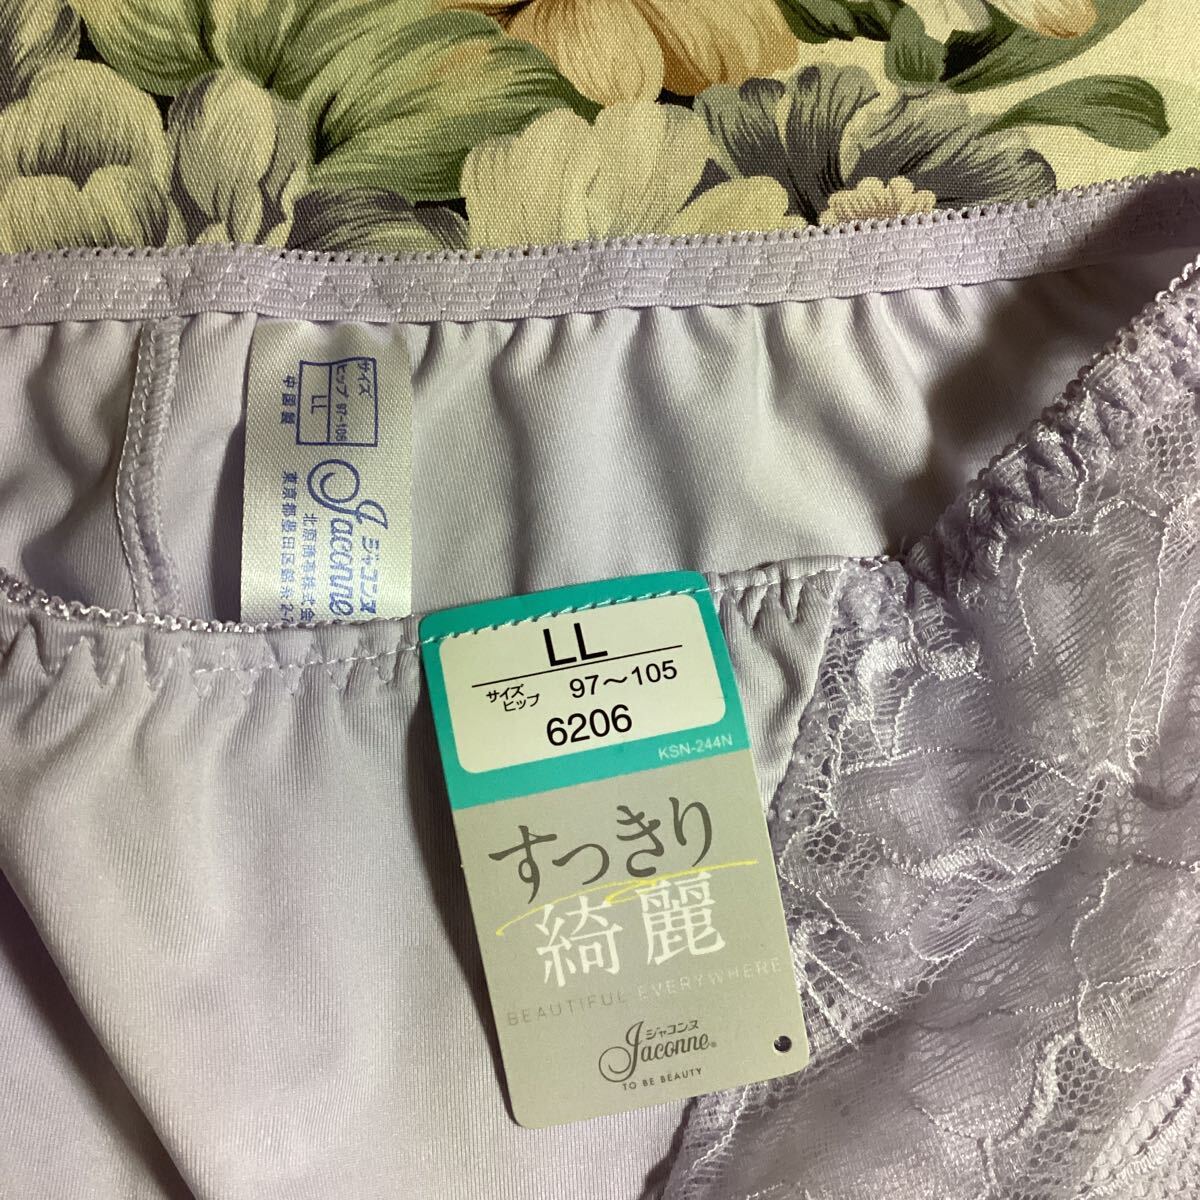 サイズ
ヒップ 97~105
LL
中国製
ジャコンヌ
Jaconne
LL
サイズ
ヒップ 97〜105
6206
KSN-244N
すっきり
綺麗
BEAUTIFUL EVERYWHERE
ジャコンヌ
Jaconne®
TO BE BEAUTY